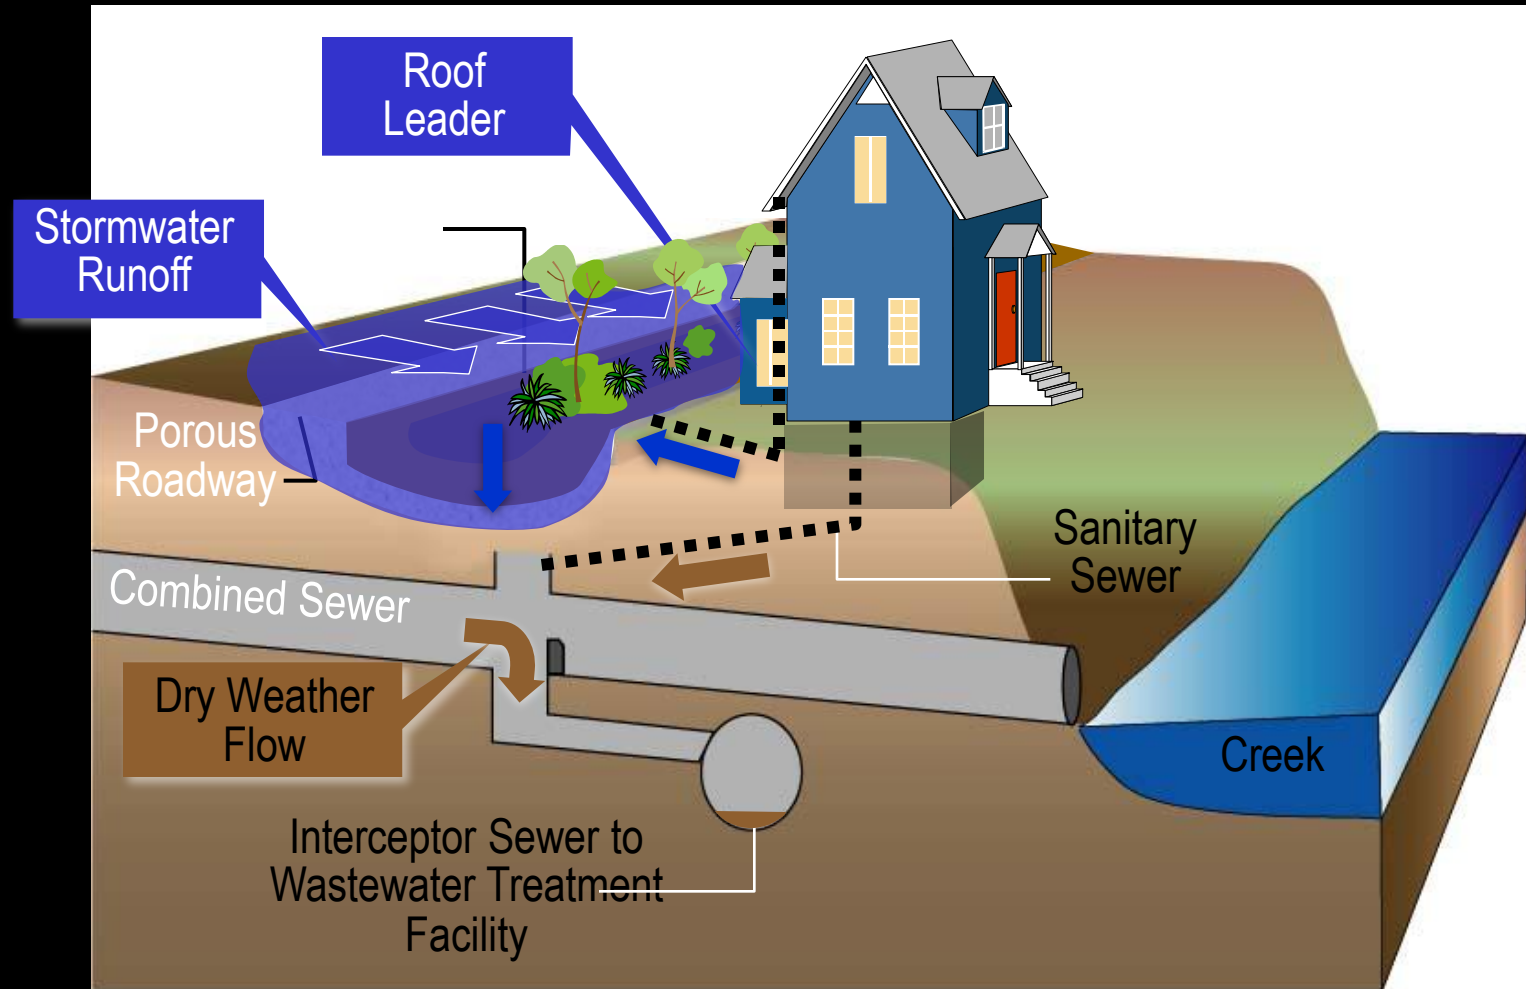 Roof
Leader
Stormwater
Runoff
Porous
Roadway
Sanitary
Sewer
Combined Sewer
Dry Weather
Flow
Creek
Interceptor Sewer to
Wastewater Treatment
Facility